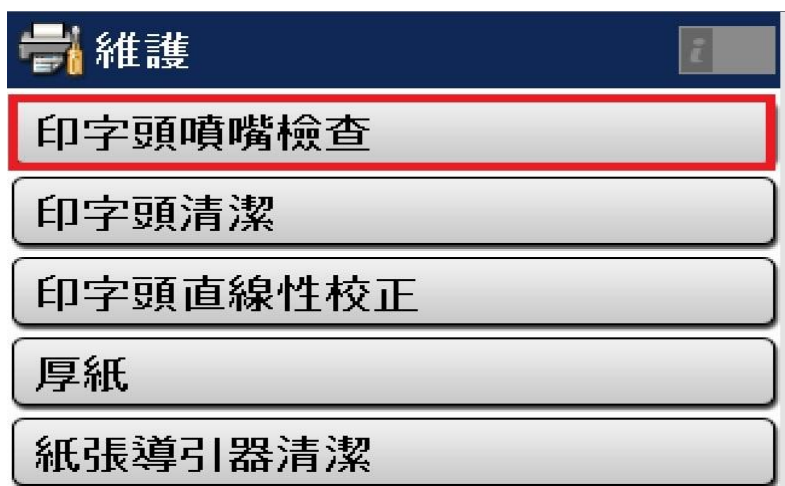 維護
i
印字頭噴嘴檢查
印字頭清潔
印字頭直線性校正
厚紙
紙張導引器清潔